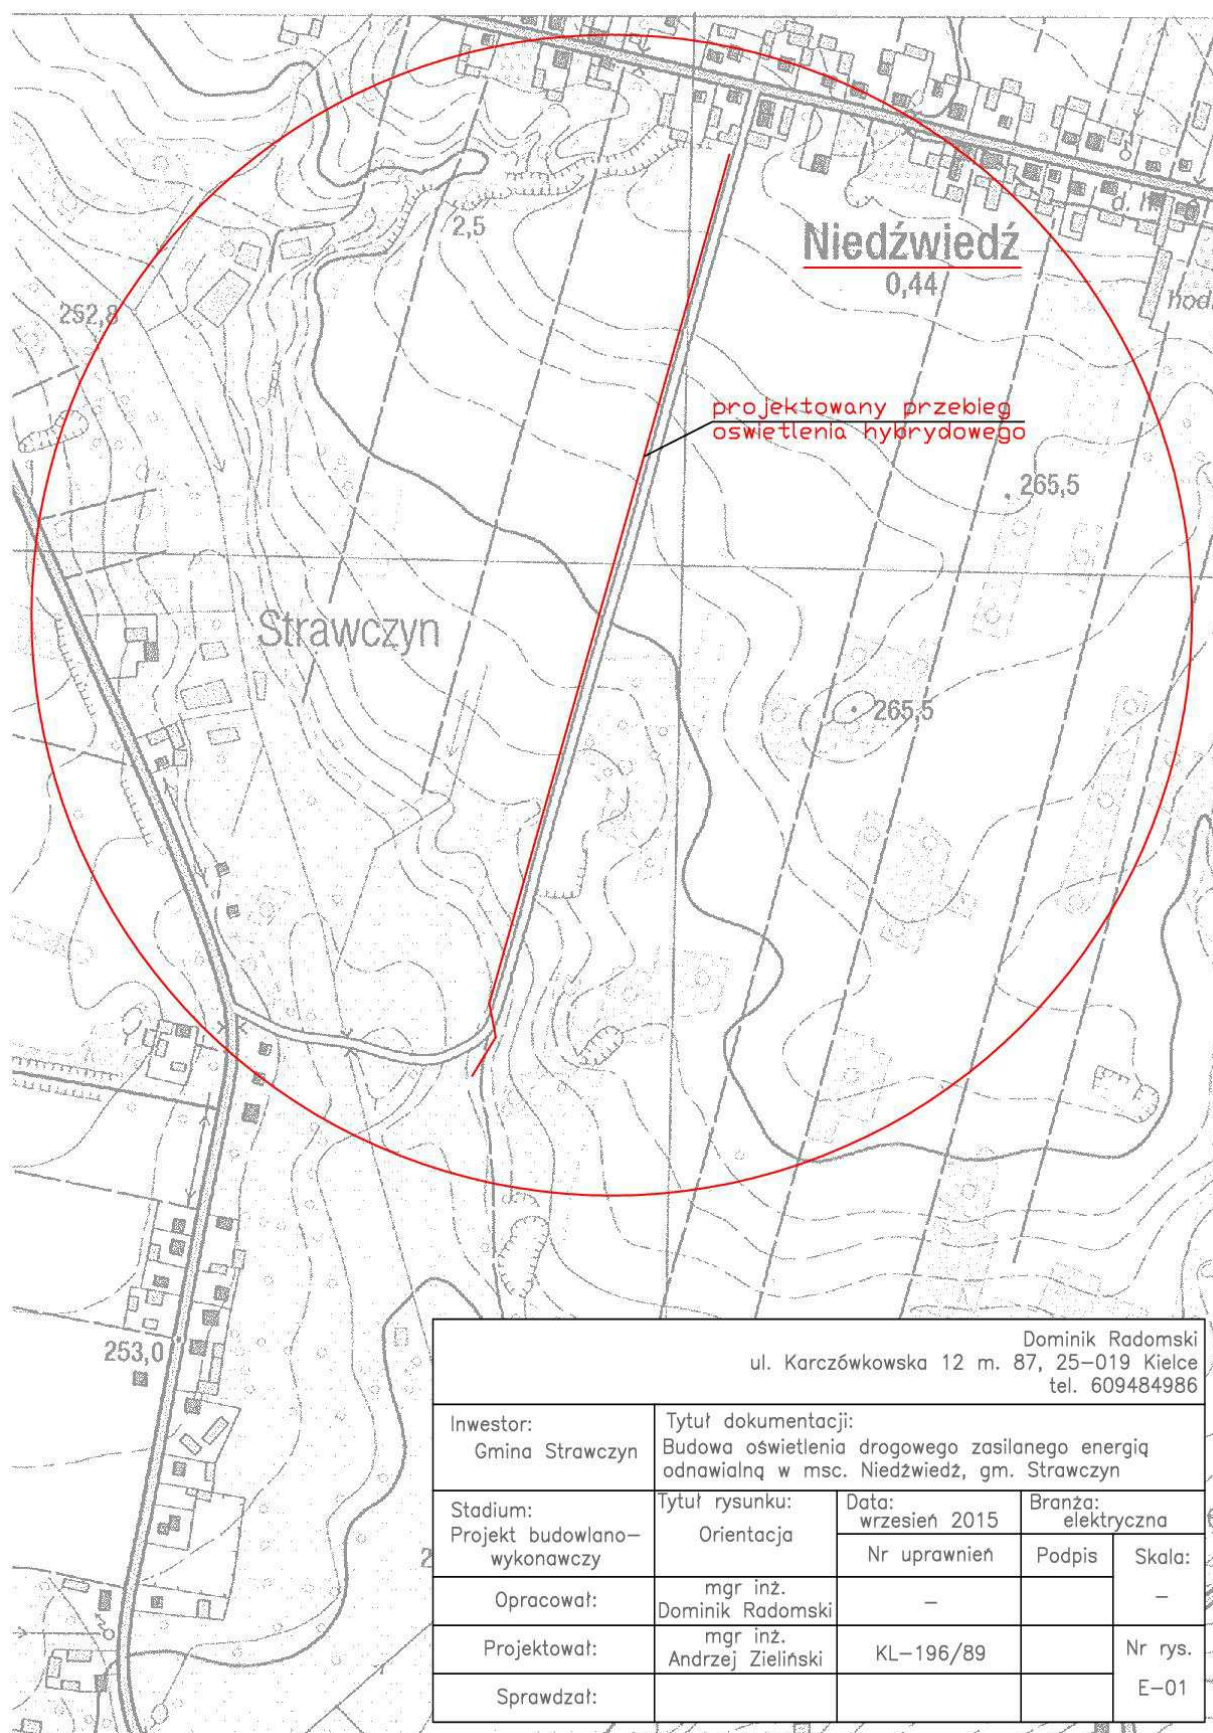 2,5
Niedźwiedź
0,44
252,8
hod.
projektowany przebieg
oświetlenia hybrydowego
265,5
Strawczyn
265,5
253,0
Dominik Radomski
ul. Karczówkowska 12 m. 87, 25-019 Kielce
tel. 609484986
Inwestor:
Gmina Strawczyn
Tytuł dokumentacji:
Budowa oświetlenia drogowego zasilanego energią
odnawialną w msc. Niedźwiedź, gm. Strawczyn
Stadium:
Projekt budowlano-
wykonawczy
Tytuł rysunku:
Orientacja
Data:
wrzesień 2015
Branża:
elektryczna
Nr uprawnień
Podpis
Skala:
Opracował:
mgr inż.
Dominik Radomski
–
–
Projektował:
mgr inż.
Andrzej Zieliński
KL-196/89
Nr rys.
E-01
Sprawdzał: